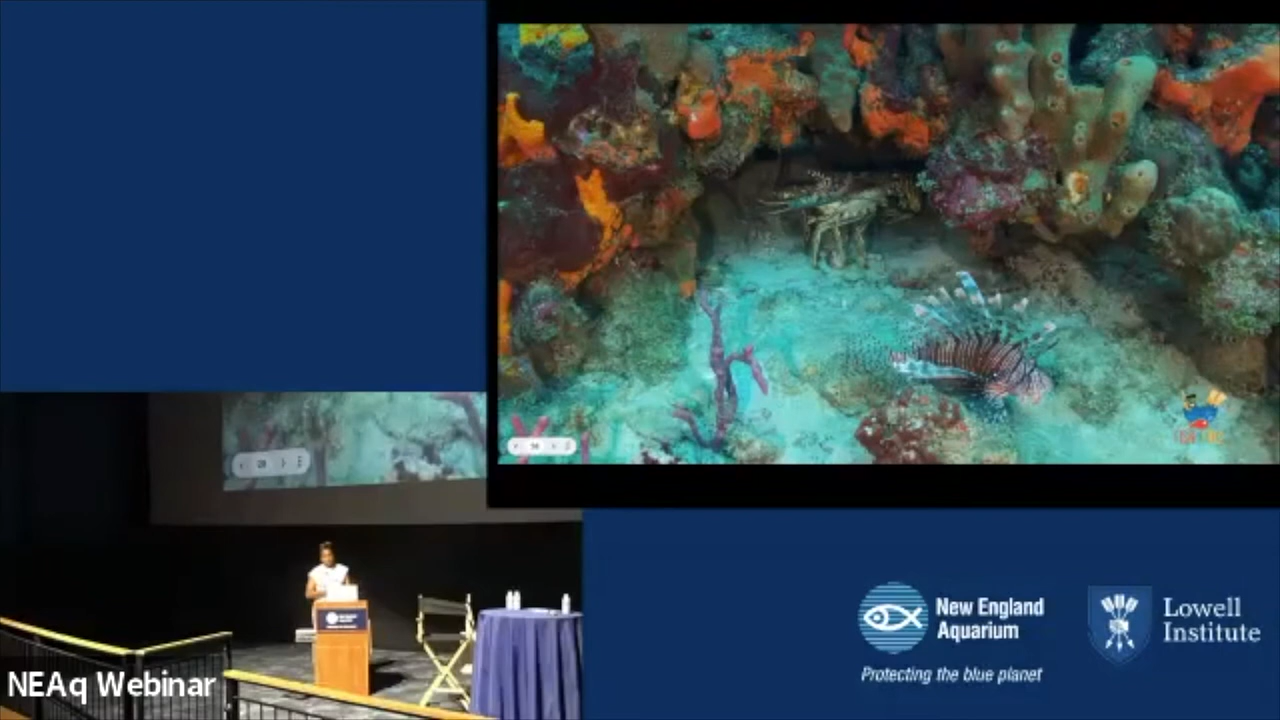 NEAq Webinar
New England
Aquarium
Protecting the blue planet
Lowell
Institute